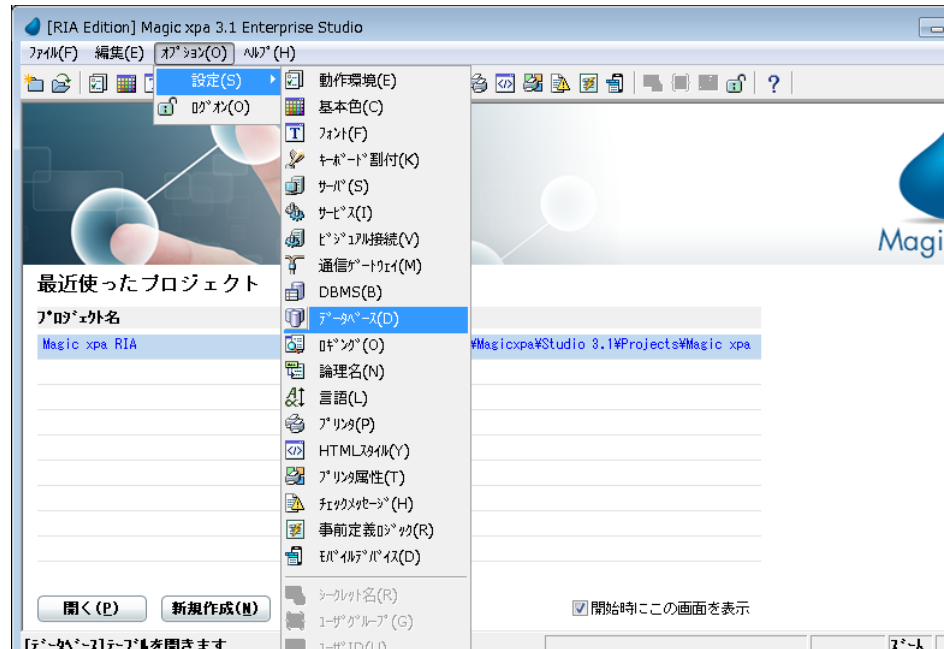 [RIA Edition] Magic xpa 3.1 Enterprise Studio
ﾌｧｲﾙ(F) 編集(E) ｵﾌﾟｼｮﾝ(O) ﾍﾙﾌﾟ(H)
設定(S)
ﾛｸﾞｵﾝ(O)
動作環境(E)
基本色(C)
ﾌｫﾝﾄ(F)
ｷｰﾎﾞｰﾄﾞ割付(K)
ｻｰﾊﾞ(S)
ｻｰﾋﾞｽ(I)
ﾋﾞｼﾞｭｱﾙ接続(V)
通信ｹﾞｰﾄｳｪｲ(M)
DBMS(B)
ﾃﾞｰﾀﾍﾞｰｽ(D)
ﾛｷﾞﾝｸﾞ(O)
論理名(N)
言語(L)
ﾌﾟﾘﾝﾀ(P)
HTMLｽﾀｲﾙ(Y)
ﾌﾟﾘﾝﾀ属性(T)
ﾁｪｯｸﾒｯｾｰｼﾞ(H)
事前定義ﾛｼﾞｯｸ(R)
ﾓﾊﾞｲﾙﾃﾞﾊﾞｲｽ(D)
ｼｰｸﾚｯﾄ名(R)
ﾕｰｻﾞｸﾞﾙｰﾌﾟ(G)
ﾕｰｻﾞID(U)
Magi
最近使ったプロジェクト
ﾌﾟﾛｼﾞｪｸﾄ名
Magic xpa RIA
¥Magicxpa¥Studio 3.1¥Projects¥Magic xpa
開く(P) 新規作成(N) 開始時にこの画面を表示
[ﾃﾞｰﾀﾍﾞｰｽ]ﾃｰﾌﾞﾙを開きます ｽﾞｰﾑ